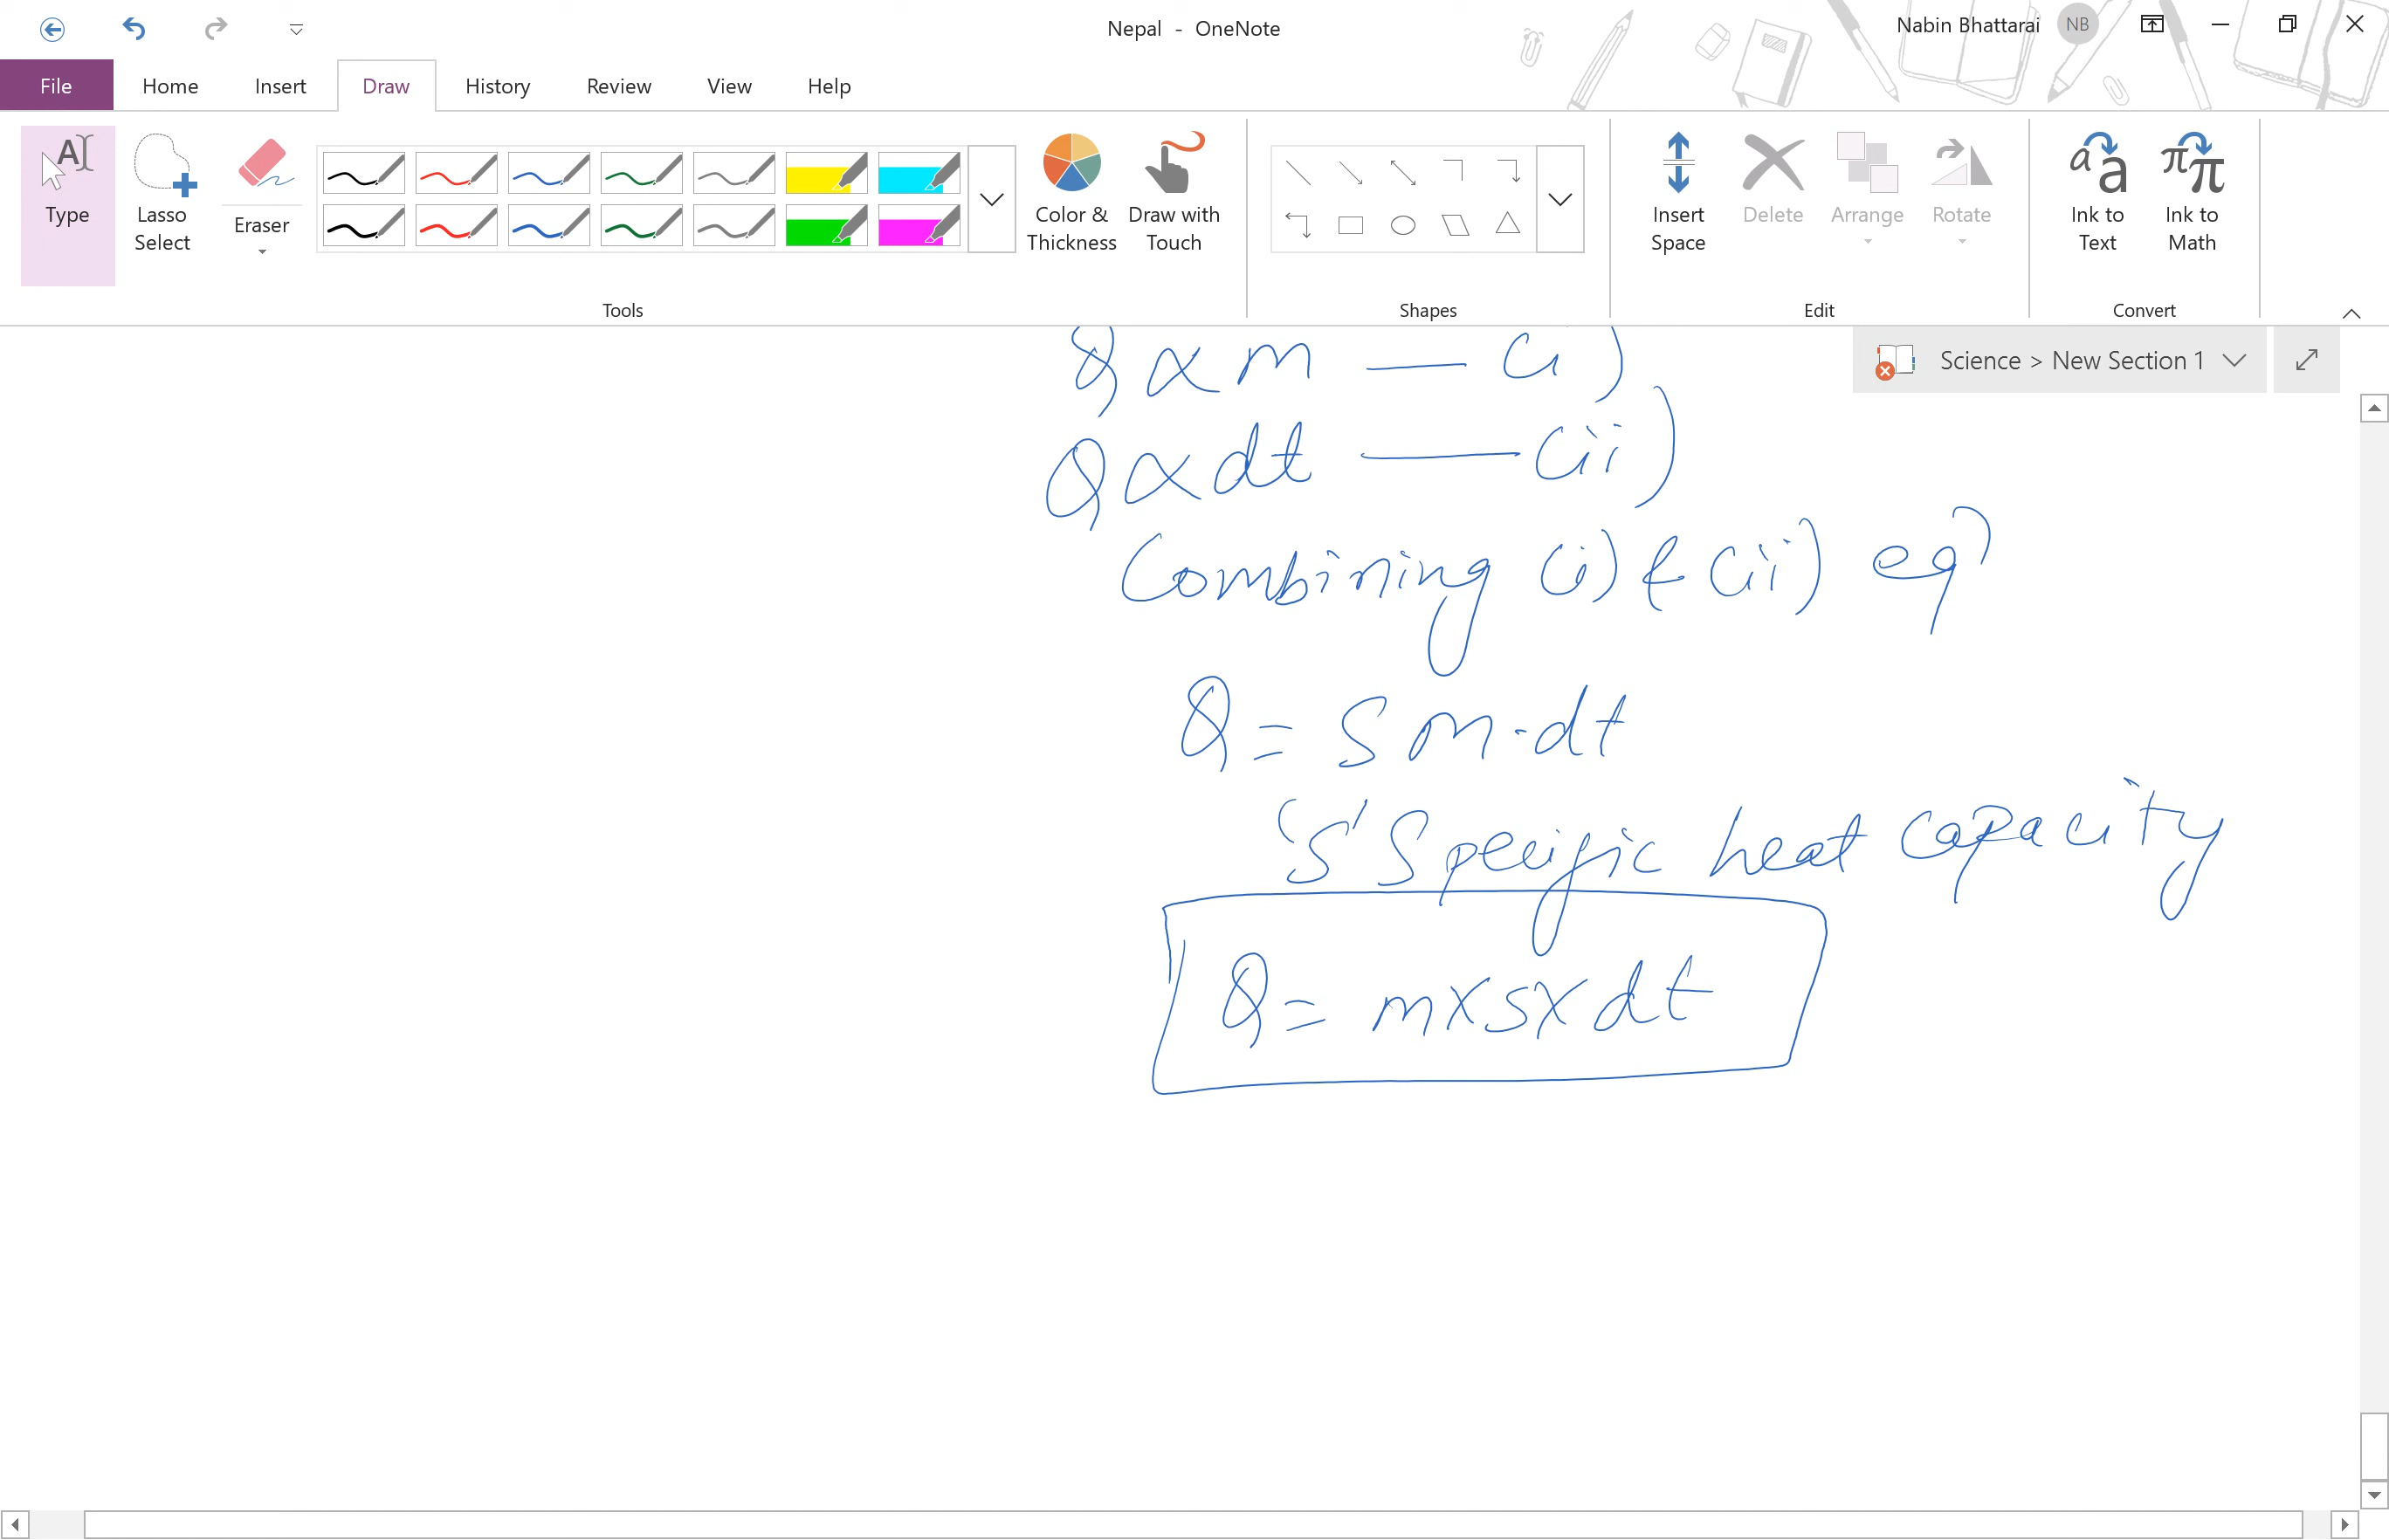 Nepal - OneNote
Nabin Bhattarai NB
File Home Insert Draw History Review View Help
Type
Lasso Select
Eraser
Color & Thickness
Draw with Touch
Insert Space
Delete
Arrange
Rotate
Ink to Text
Ink to Math
Tools Shapes Edit Convert
Science > New Section 1
Q α m — (i)
Q α dt — (ii)
Combining (i) & (ii) eqⁿ
Q = S m · dt
'S' Specific heat capacity
Q = m x s x dt